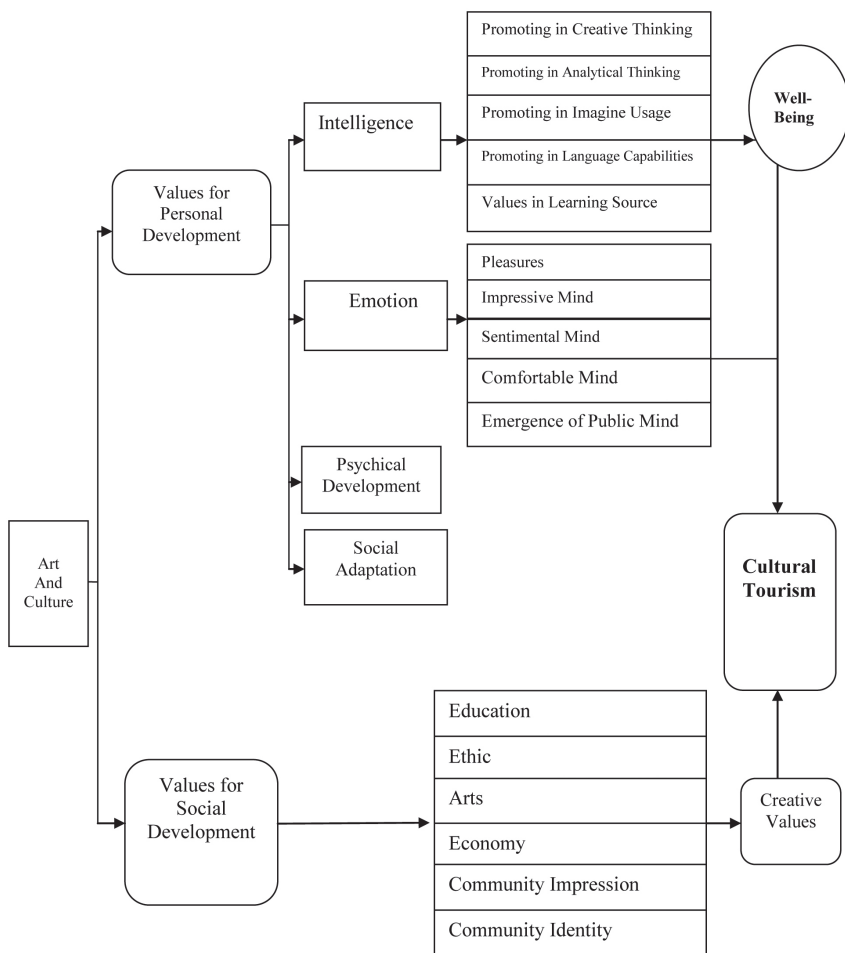 Promoting in Creative Thinking
Promoting in Analytical Thinking
Promoting in Imagine Usage
Promoting in Language Capabilities
Values in Learning Source
Well-
Being
Intelligence
Values for
Personal
Development
Pleasures
Impressive Mind
Sentimental Mind
Comfortable Mind
Emergence of Public Mind
Emotion
Psychical
Development
Social
Adaptation
Art
And
Culture
Cultural
Tourism
Values for
Social
Development
Education
Ethic
Arts
Economy
Community Impression
Community Identity
Creative
Values